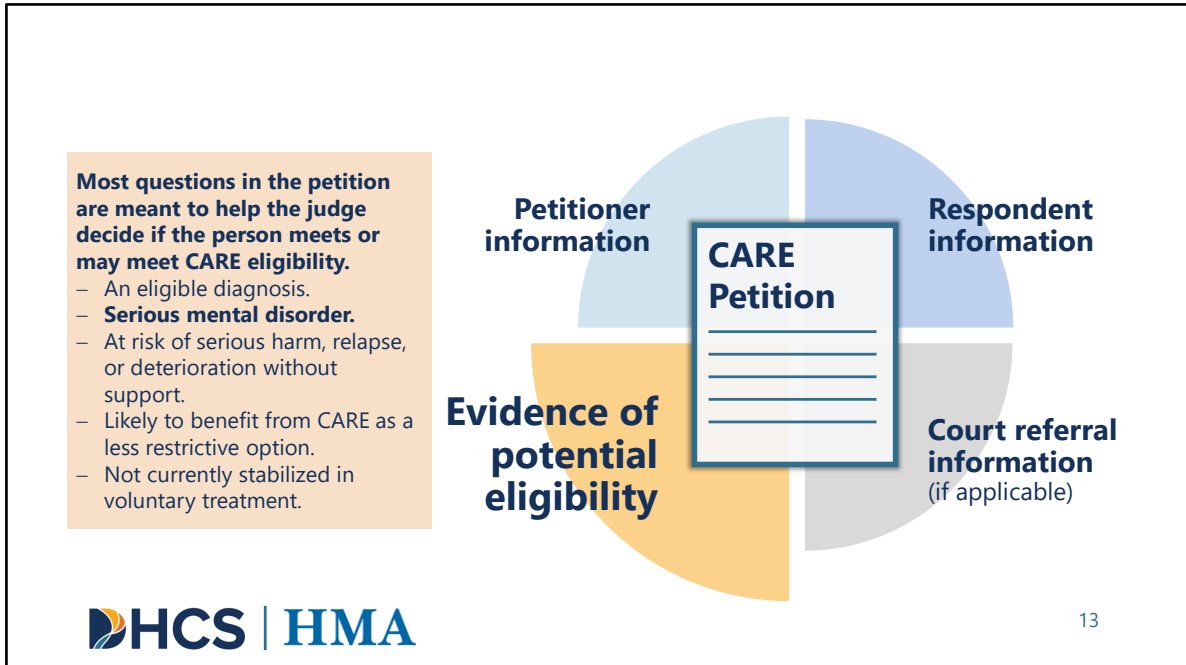 Most questions in the petition
are meant to help the judge
decide if the person meets or
may meet CARE eligibility.
– An eligible diagnosis.
– Serious mental disorder.
– At risk of serious harm, relapse,
or deterioration without
support.
– Likely to benefit from CARE as a
less restrictive option.
– Not currently stabilized in
voluntary treatment.
Petitioner
information
Respondent
information
CARE
Petition
Evidence of
potential
eligibility
Court referral
information
(if applicable)
DHCS | HMA
13